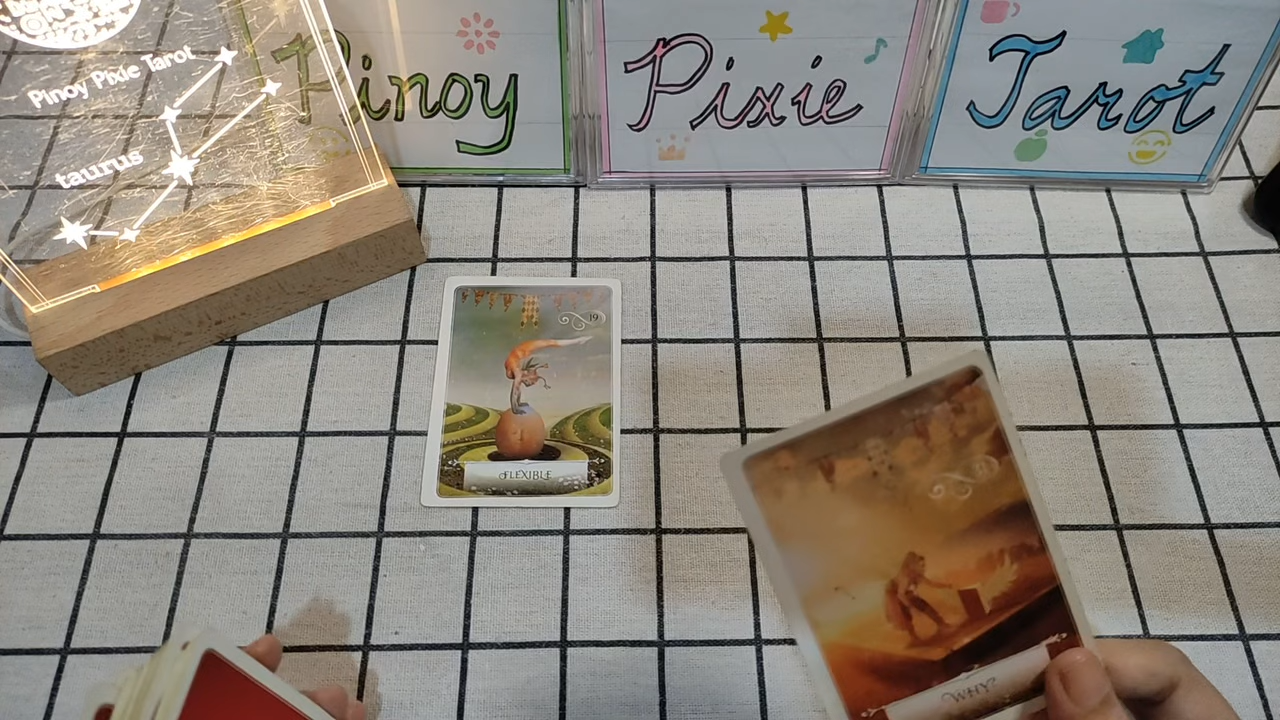 Pinoy Pixie Tarot
taurus
Pinoy
Pixie
Tarot
19
FLEXIBLE
WHY?